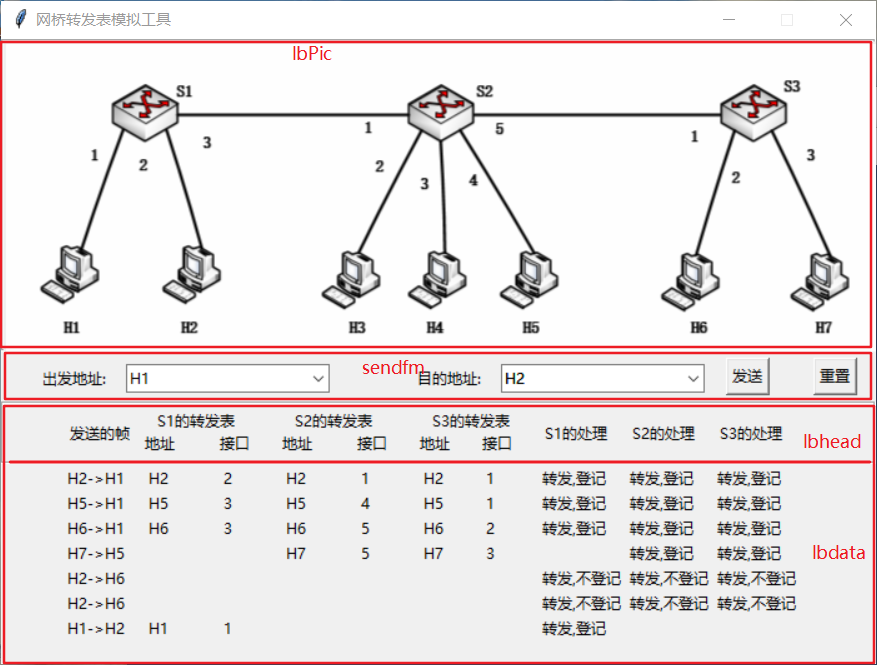 网桥转发表模拟工具
lbPic
S1 S2 S3
1 2 3 1 2 3 4 5 1 2 3
H1 H2 H3 H4 H5 H6 H7
出发地址: H1 sendfm 目的地址: H2 发送 重置
发送的帧 S1的转发表 S2的转发表 S3的转发表 S1的处理 S2的处理 S3的处理 lbhead
地址 接口 地址 接口 地址 接口
H2->H1 H2 2 H2 1 H2 1 转发,登记 转发,登记 转发,登记
H5->H1 H5 3 H5 4 H5 1 转发,登记 转发,登记 转发,登记
H6->H1 H6 3 H6 5 H6 2 转发,登记 转发,登记 转发,登记
H7->H5 H7 5 H7 3 转发,登记 转发,登记 lbdata
H2->H6 转发,不登记 转发,不登记 转发,不登记
H2->H6 转发,不登记 转发,不登记 转发,不登记
H1->H2 H1 1 转发,登记